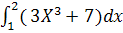 ∫₁²(3X³ + 7)dx